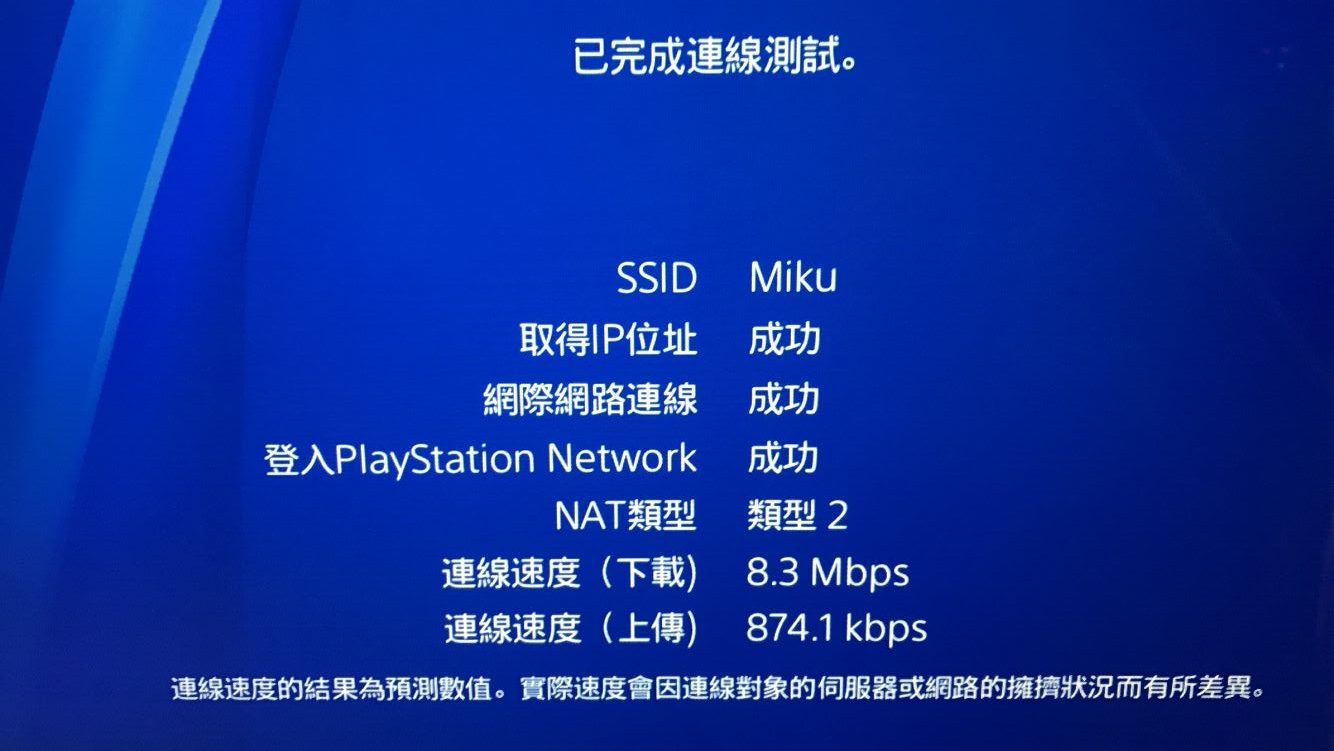 已完成連線測試。
SSID Miku
取得IP位址 成功
網際網路連線 成功
登入PlayStation Network 成功
NAT類型 類型 2
連線速度（下載） 8.3 Mbps
連線速度（上傳） 874.1 kbps
連線速度的結果為預測數值。實際速度會因連線對象的伺服器或網路的擁擠狀況而有所差異。